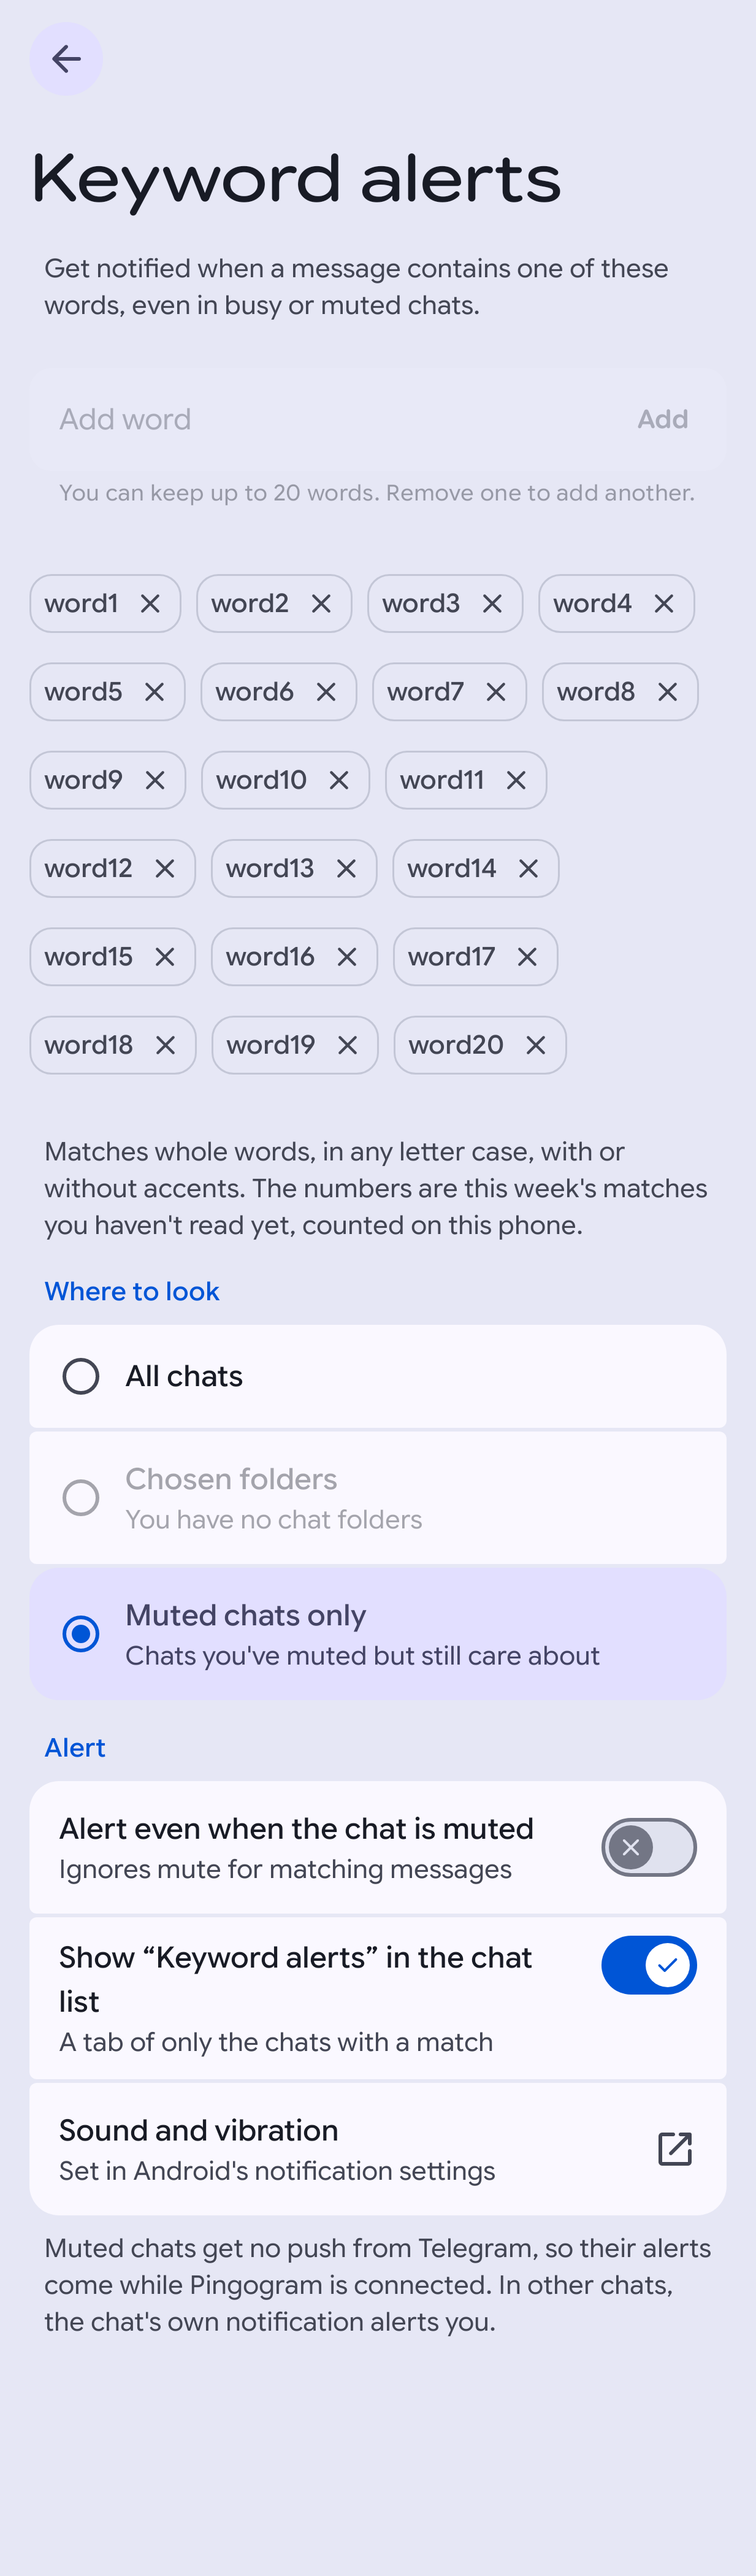 Keyword alerts
Get notified when a message contains one of these
words, even in busy or muted chats.
Add word Add
You can keep up to 20 words. Remove one to add another.
word1 word2 word3 word4
word5 word6 word7 word8
word9 word10 word11
word12 word13 word14
word15 word16 word17
word18 word19 word20
Matches whole words, in any letter case, with or
without accents. The numbers are this week's matches
you haven't read yet, counted on this phone.
Where to look
All chats
Chosen folders
You have no chat folders
Muted chats only
Chats you've muted but still care about
Alert
Alert even when the chat is muted
Ignores mute for matching messages
Show “Keyword alerts” in the chat
list
A tab of only the chats with a match
Sound and vibration
Set in Android's notification settings
Muted chats get no push from Telegram, so their alerts
come while Pingogram is connected. In other chats,
the chat's own notification alerts you.